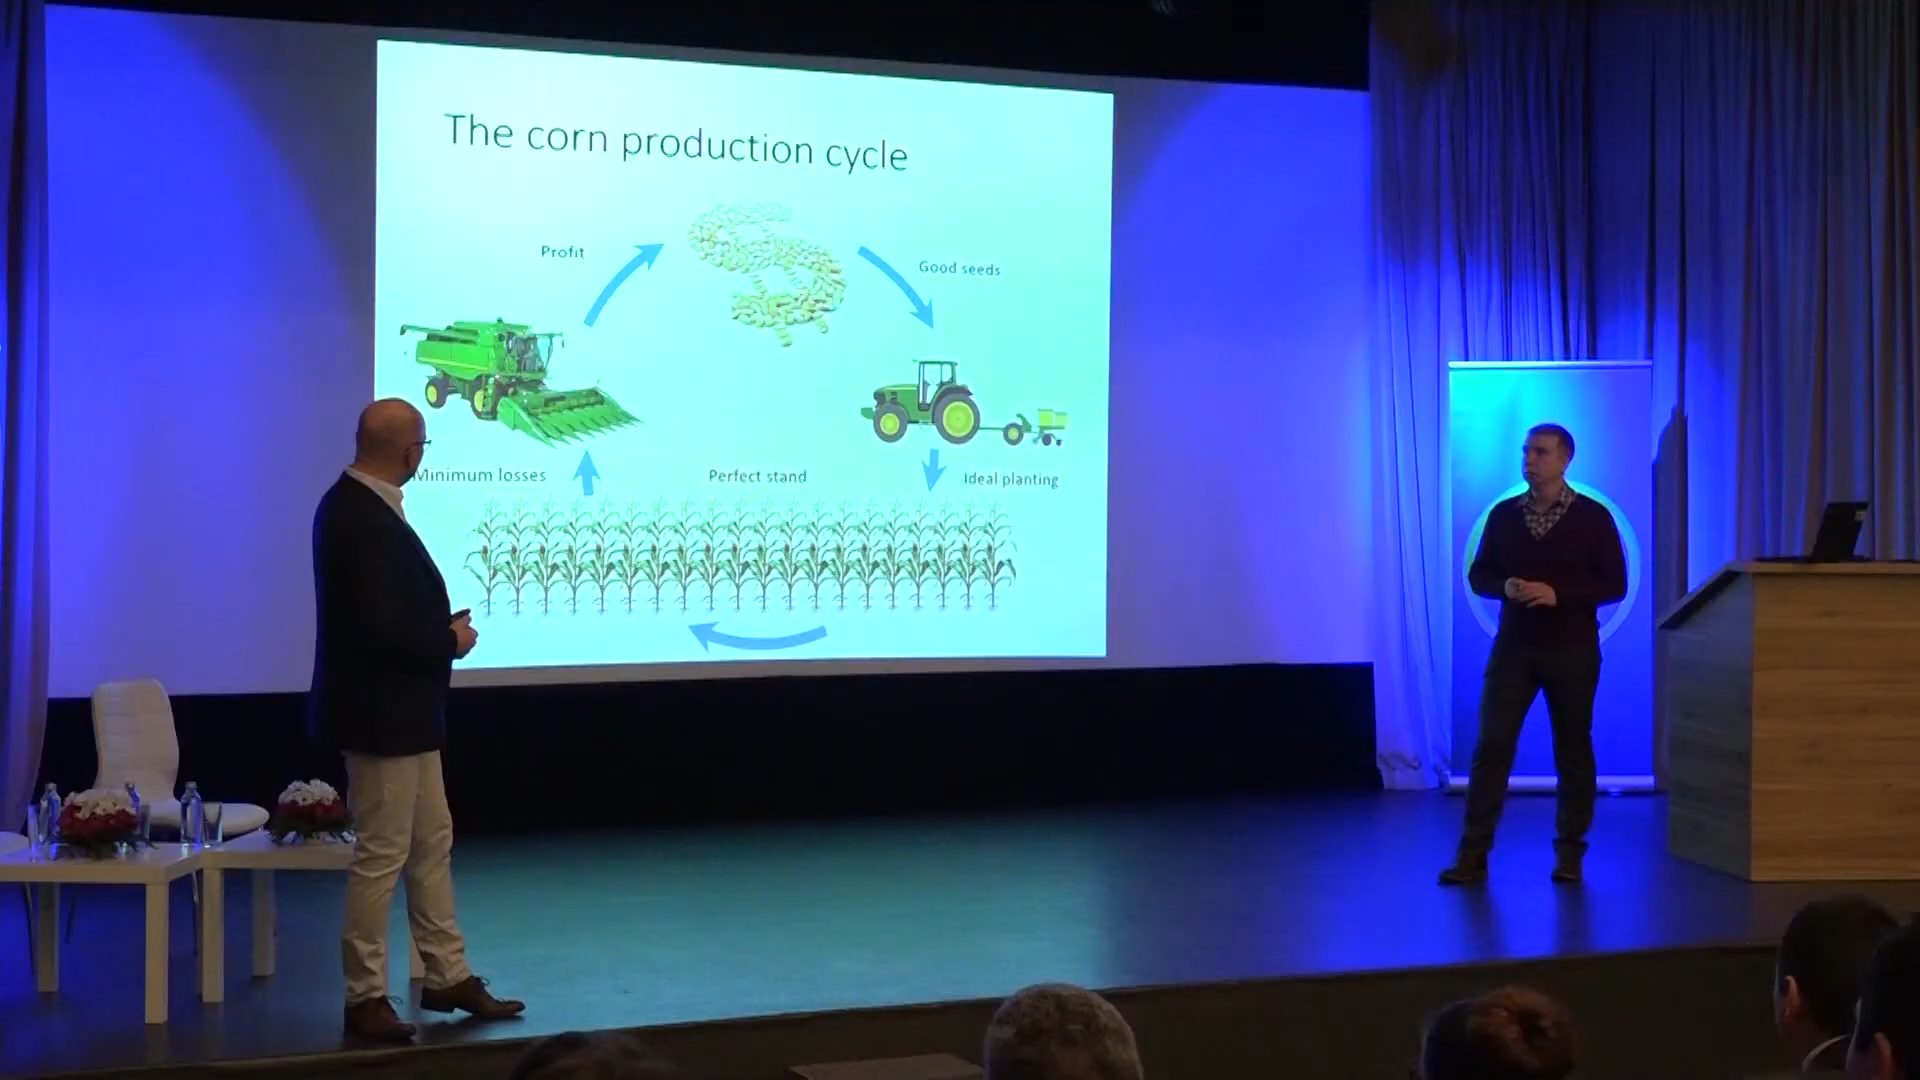 The corn production cycle
Profit
Good seeds
Minimum losses
Perfect stand
Ideal planting